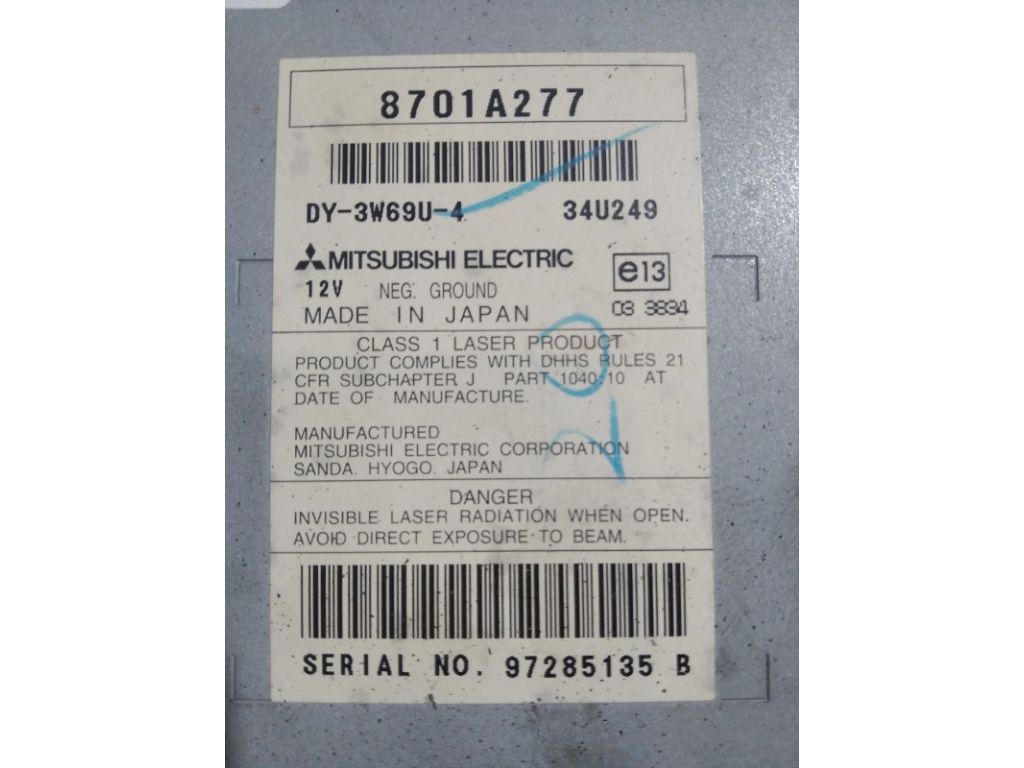 8701A277
DY-3W69U-4 34U249
MITSUBISHI ELECTRIC e13
12V NEG. GROUND
MADE IN JAPAN 03 3834
CLASS 1 LASER PRODUCT
PRODUCT COMPLIES WITH DHHS RULES 21
CFR SUBCHAPTER J PART 1040.10 AT
DATE OF MANUFACTURE.
MANUFACTURED
MITSUBISHI ELECTRIC CORPORATION
SANDA. HYOGO. JAPAN
DANGER
INVISIBLE LASER RADIATION WHEN OPEN.
AVOID DIRECT EXPOSURE TO BEAM.
SERIAL NO. 97285135 B